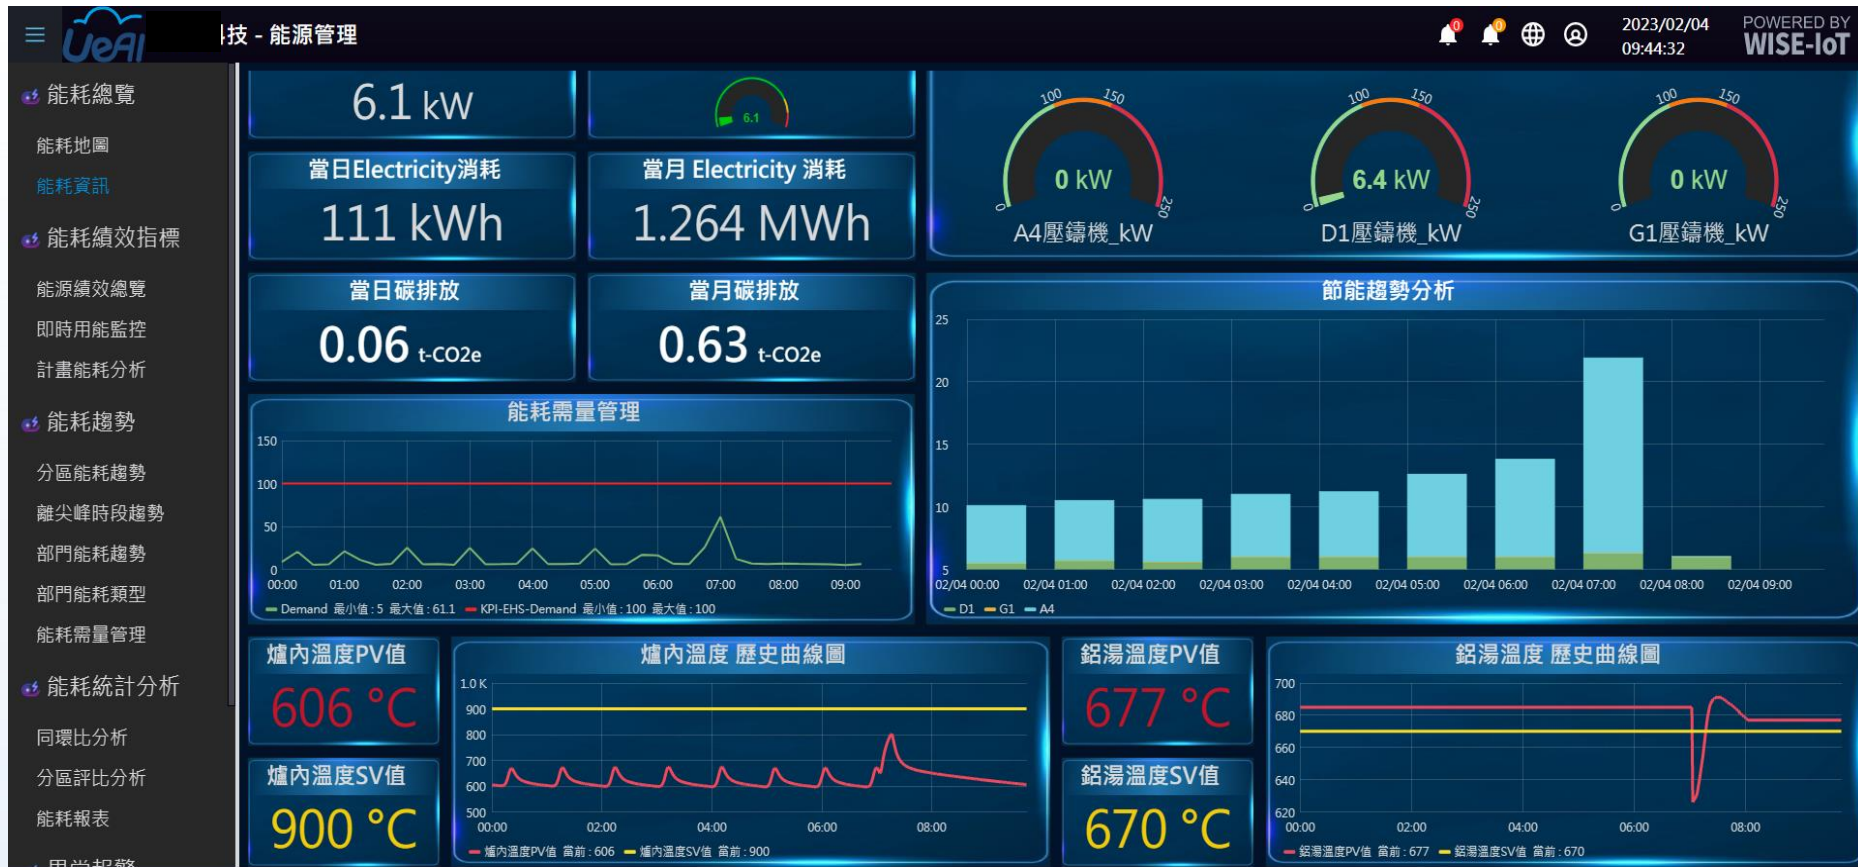 UeAI
技 - 能源管理
0
0
2023/02/04
09:44:32
POWERED BY
WISE-IoT
能耗總覽
能耗地圖
能耗資訊
能耗績效指標
能源績效總覽
即時用能監控
計畫能耗分析
能耗趨勢
分區能耗趨勢
離尖峰時段趨勢
部門能耗趨勢
部門能耗類型
能耗需量管理
能耗統計分析
同環比分析
分區評比分析
能耗報表
6.1 kW
6.1
當日Electricity消耗
111 kWh
當月 Electricity 消耗
1.264 MWh
當日碳排放
0.06 t-CO2e
當月碳排放
0.63 t-CO2e
0 100 150 250
0 kW
A4壓鑄機_kW
0 100 150 250
6.4 kW
D1壓鑄機_kW
0 100 150 250
0 kW
G1壓鑄機_kW
能耗需量管理
150
100
50
0
00:00 01:00 02:00 03:00 04:00 05:00 06:00 07:00 08:00 09:00
Demand 最小值 : 5 最大值 : 61.1 KPI-EHS-Demand 最小值 : 100 最大值 : 100
節能趨勢分析
25
20
15
10
5
02/04 00:00 02/04 01:00 02/04 02:00 02/04 03:00 02/04 04:00 02/04 05:00 02/04 06:00 02/04 07:00 02/04 08:00 02/04 09:00
D1 G1 A4
爐內溫度PV值
606 °C
爐內溫度SV值
900 °C
爐內溫度 歷史曲線圖
1.0 K
900
800
700
600
500
00:00 02:00 04:00 06:00 08:00
爐內溫度PV值 當前 : 606 爐內溫度SV值 當前 : 900
鋁湯溫度PV值
677 °C
鋁湯溫度SV值
670 °C
鋁湯溫度 歷史曲線圖
700
680
660
640
620
00:00 02:00 04:00 06:00 08:00
鋁湯溫度PV值 當前 : 677 鋁湯溫度SV值 當前 : 670